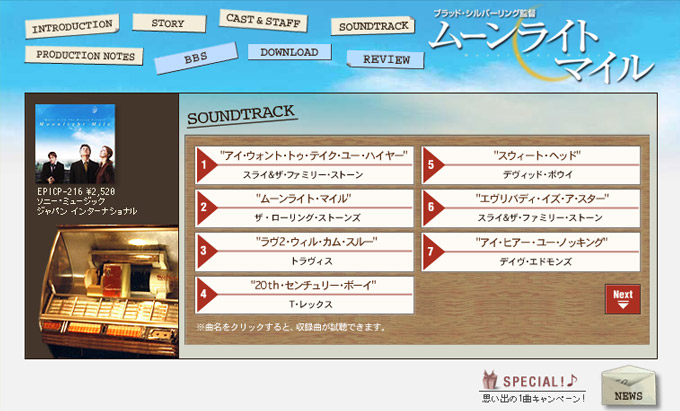 INTRODUCTION
STORY
CAST & STAFF
SOUNDTRACK
PRODUCTION NOTES
BBS
DOWNLOAD
REVIEW
ブラッド・シルバーリング監督
ムーンライト
マイル
Moonlight Mile
EPICP-216 ¥2,520
ソニー・ミュージック
ジャパン インターナショナル
SOUNDTRACK
1
"アイ・ウォント・トゥ・テイク・ユー・ハイヤー"
スライ&ザ・ファミリー・ストーン
2
"ムーンライト・マイル"
ザ・ローリング・ストーンズ
3
"ラヴ2・ウィル・カム・スルー"
トラヴィス
4
"20th・センチュリー・ボーイ"
T・レックス
5
"スウィート・ヘッド"
デヴィッド・ボウイ
6
"エヴリバディ・イズ・ア・スター"
スライ&ザ・ファミリー・ストーン
7
"アイ・ヒアー・ユー・ノッキング"
デイヴ・エドモンズ
Next
※曲名をクリックすると、収録曲が試聴できます。
SPECIAL!♪
思い出の1曲キャンペーン!
NEWS